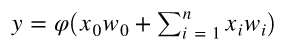 y = φ(x₀w₀ + ∑ⁿᵢ ₌ ₁ xᵢwᵢ)